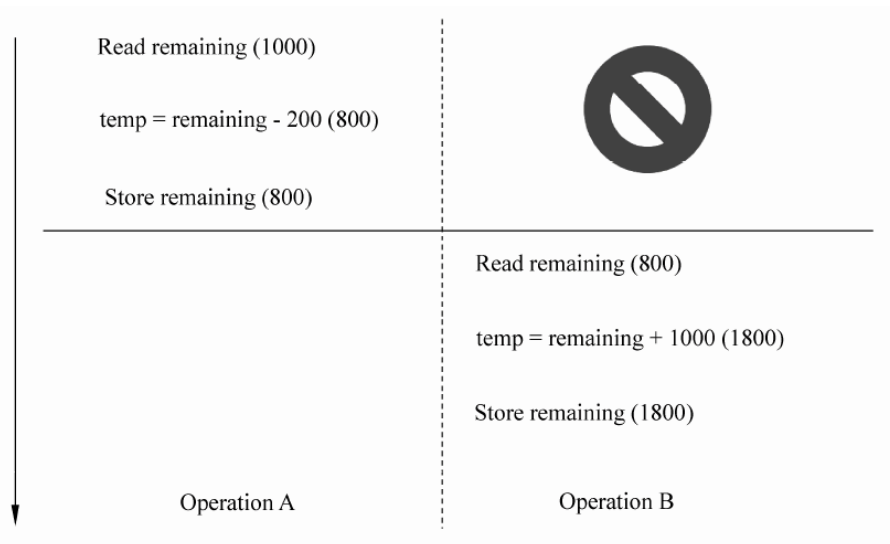 Read remaining (1000)
temp = remaining - 200 (800)
Store remaining (800)
Read remaining (800)
temp = remaining + 1000 (1800)
Store remaining (1800)
Operation A
Operation B